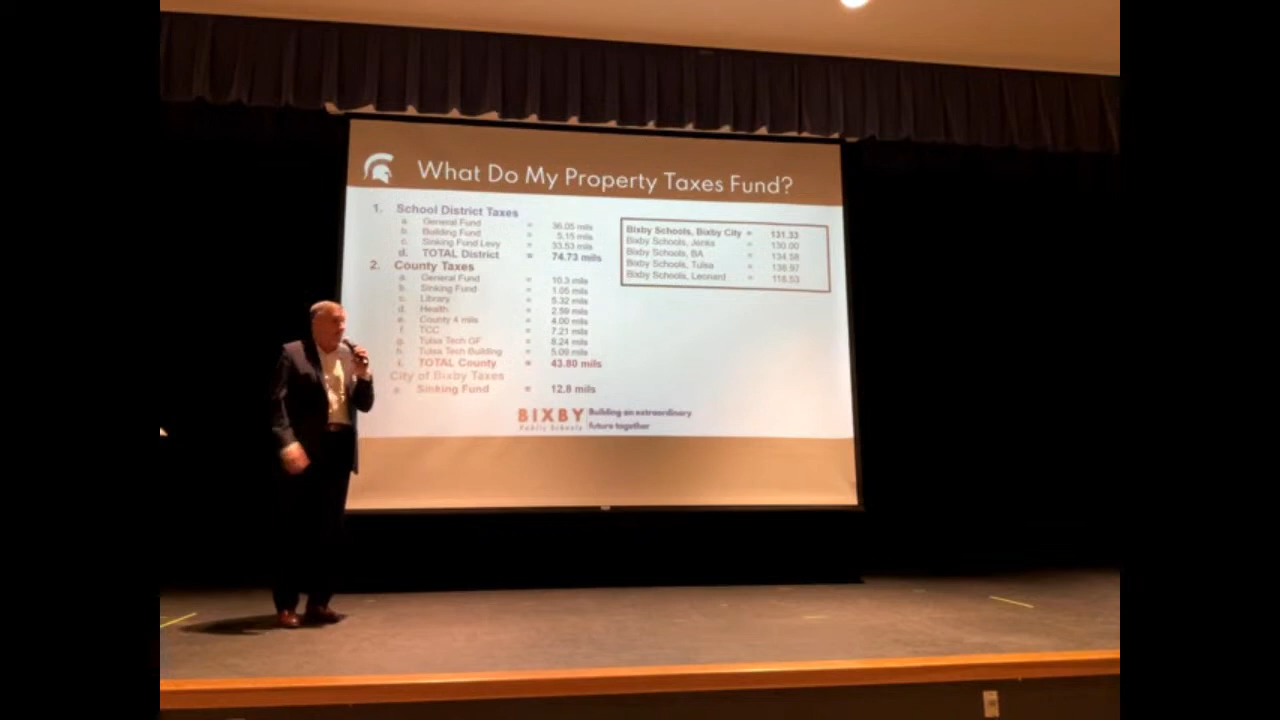 What Do My Property Taxes Fund?
1. School District Taxes
a. General Fund = 36.05 mils
b. Building Fund = 5.15 mils
c. Sinking Fund Levy = 33.53 mils
d. TOTAL District = 74.73 mils
2. County Taxes
a. General Fund = 10.3 mils
b. Sinking Fund = 1.05 mils
c. Library = 5.32 mils
d. Health = 2.59 mils
e. County 4 mils = 4.00 mils
f. TCC = 7.21 mils
g. Tulsa Tech GF = 8.24 mils
h. Tulsa Tech Building = 5.09 mils
i. TOTAL County = 43.80 mils
City of Bixby Taxes
a. Sinking Fund = 12.8 mils
Bixby Schools, Bixby City = 131.33
Bixby Schools, Jenks = 130.00
Bixby Schools, BA = 134.58
Bixby Schools, Tulsa = 138.97
Bixby Schools, Leonard = 118.53
BIXBY
Public Schools
Building an extraordinary
future together